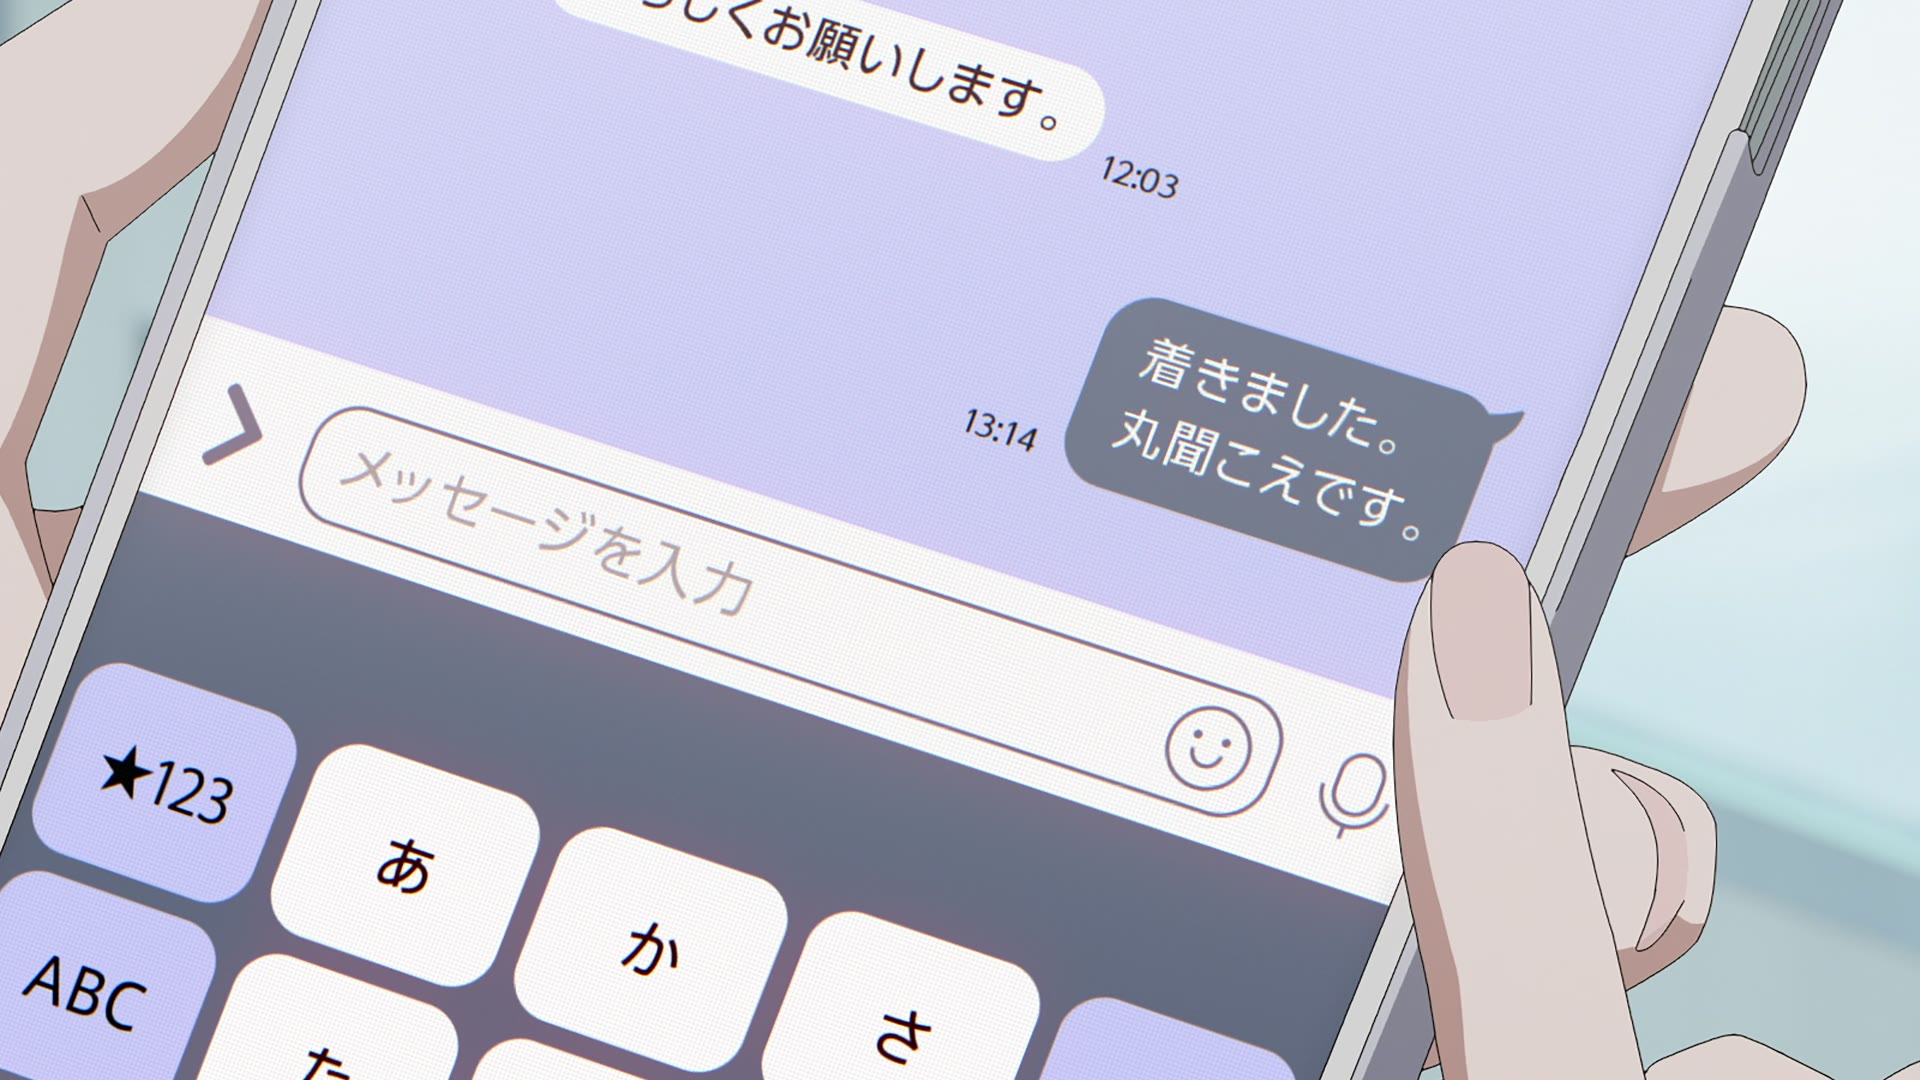 しくお願いします。
12:03
着きました。
丸聞こえです。
13:14
メッセージを入力
★123
あ
か
さ
ABC
た